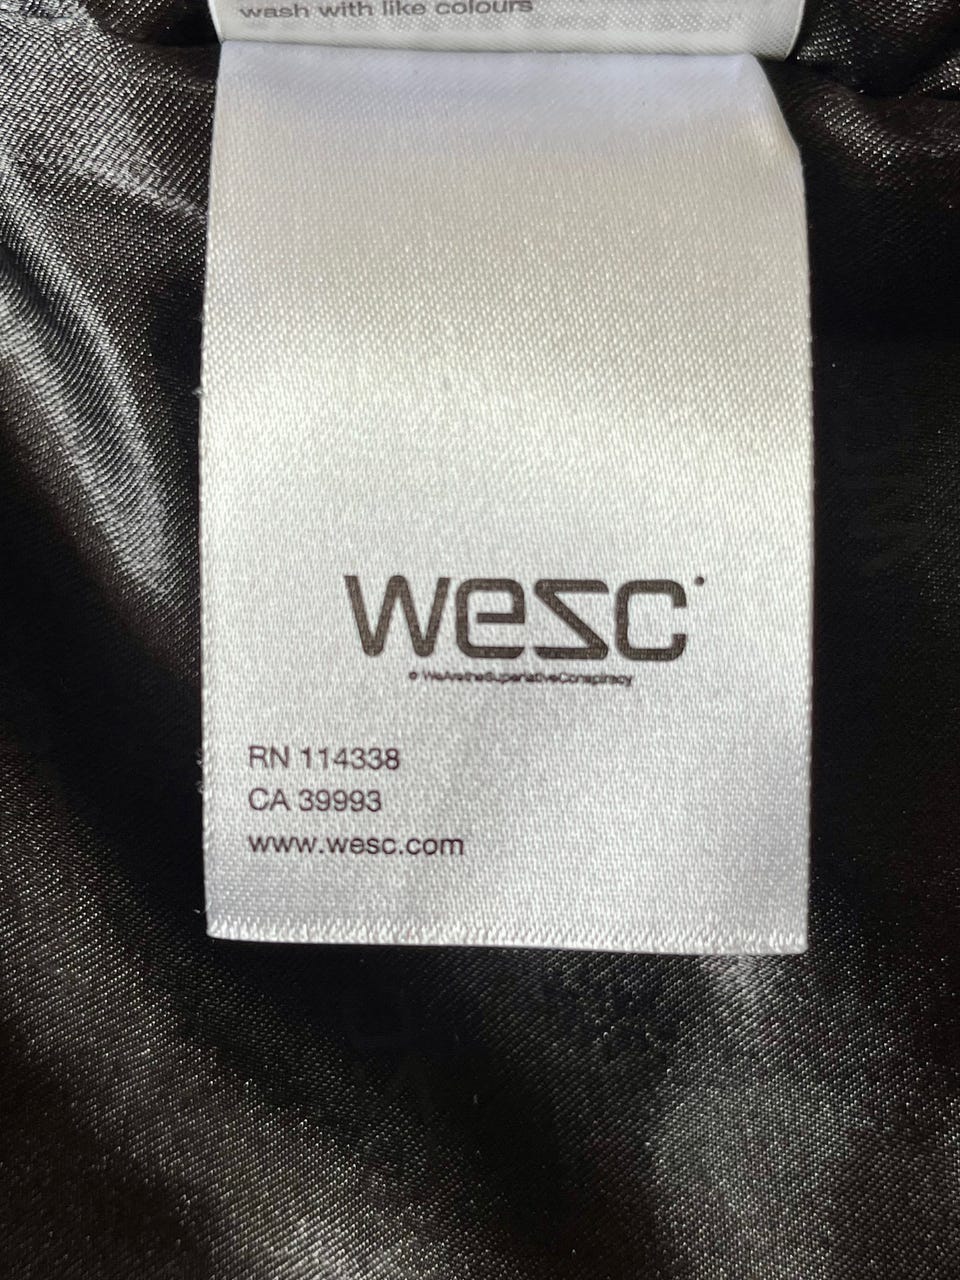 wash with like colours
wesc
© WeAretheSuperlativeConspiracy
RN 114338
CA 39993
www.wesc.com